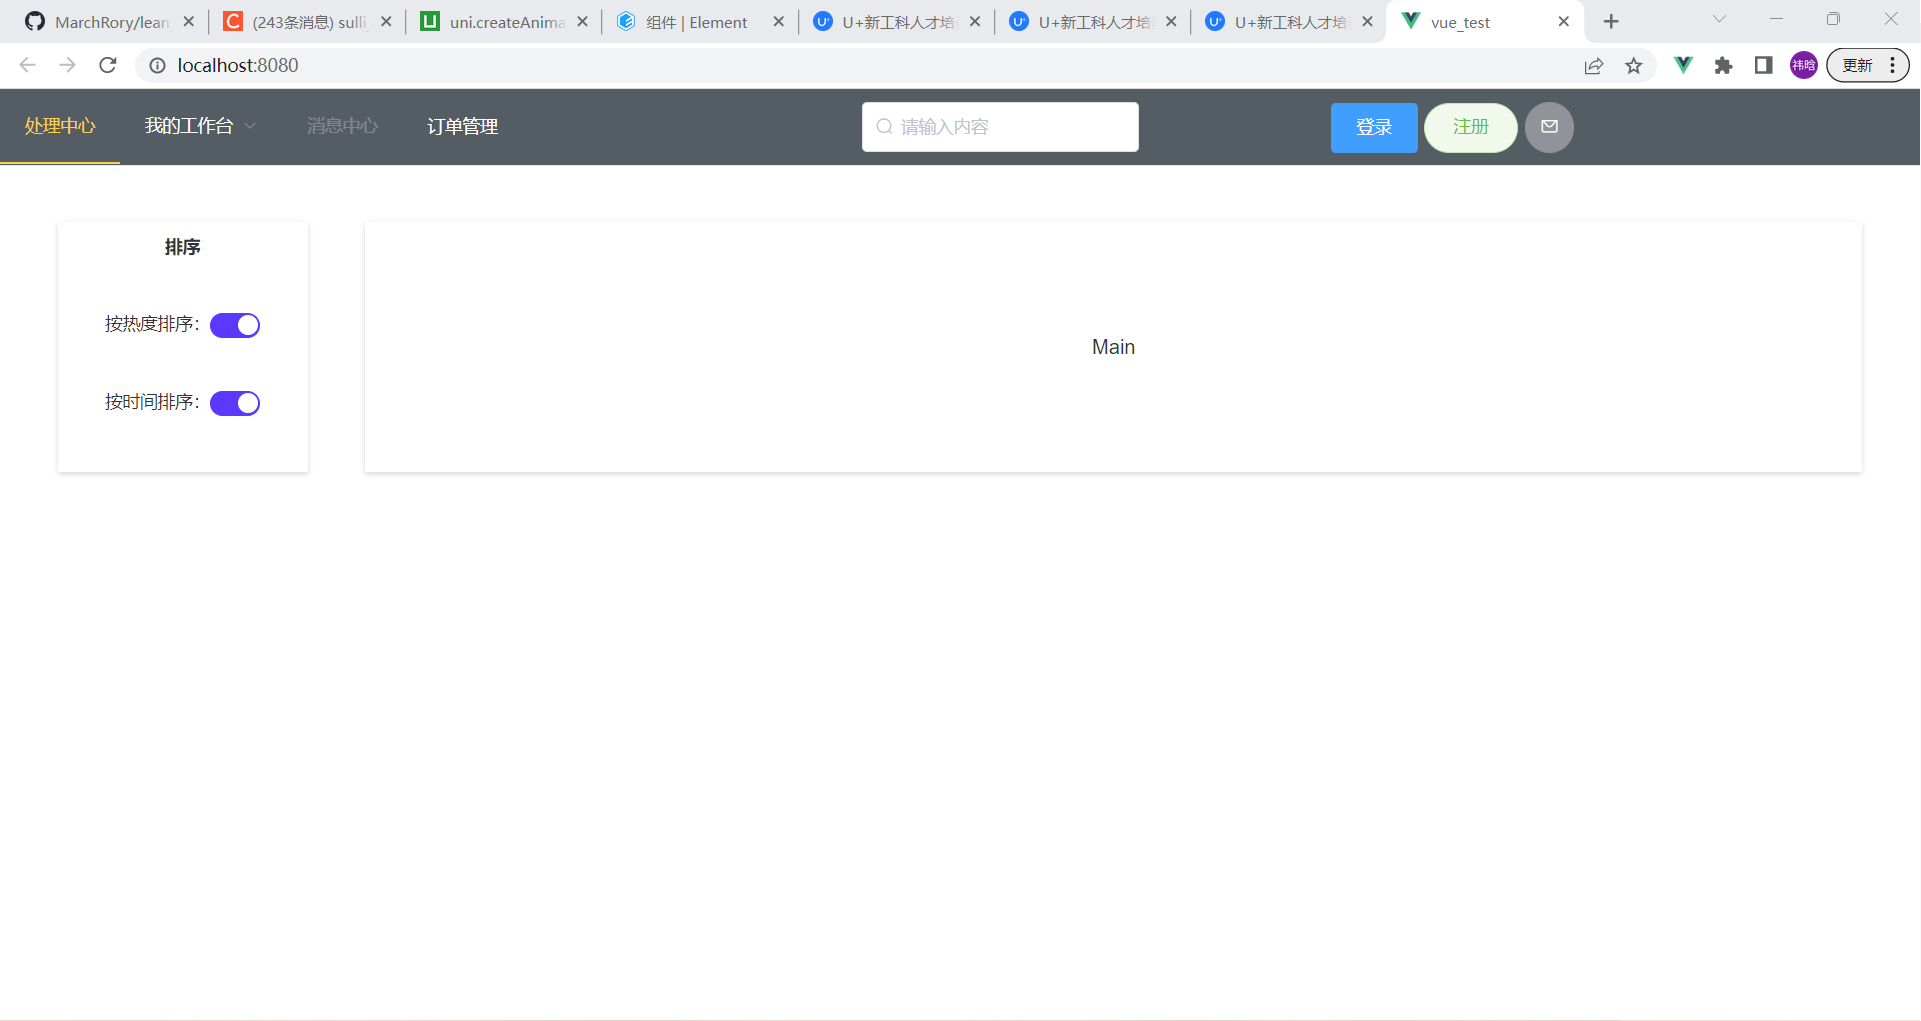 MarchRory/lean
(243条消息) sulli
uni.createAnima
组件 | Element
U+新工科人才培
U+新工科人才培
U+新工科人才培
vue_test
localhost:8080
祎晗
更新
处理中心
我的工作台
消息中心
订单管理
请输入内容
登录
注册
排序
按热度排序：
按时间排序：
Main